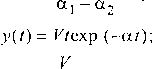 α₁ − α₂
y(t) = Vt exp (−αt);
V